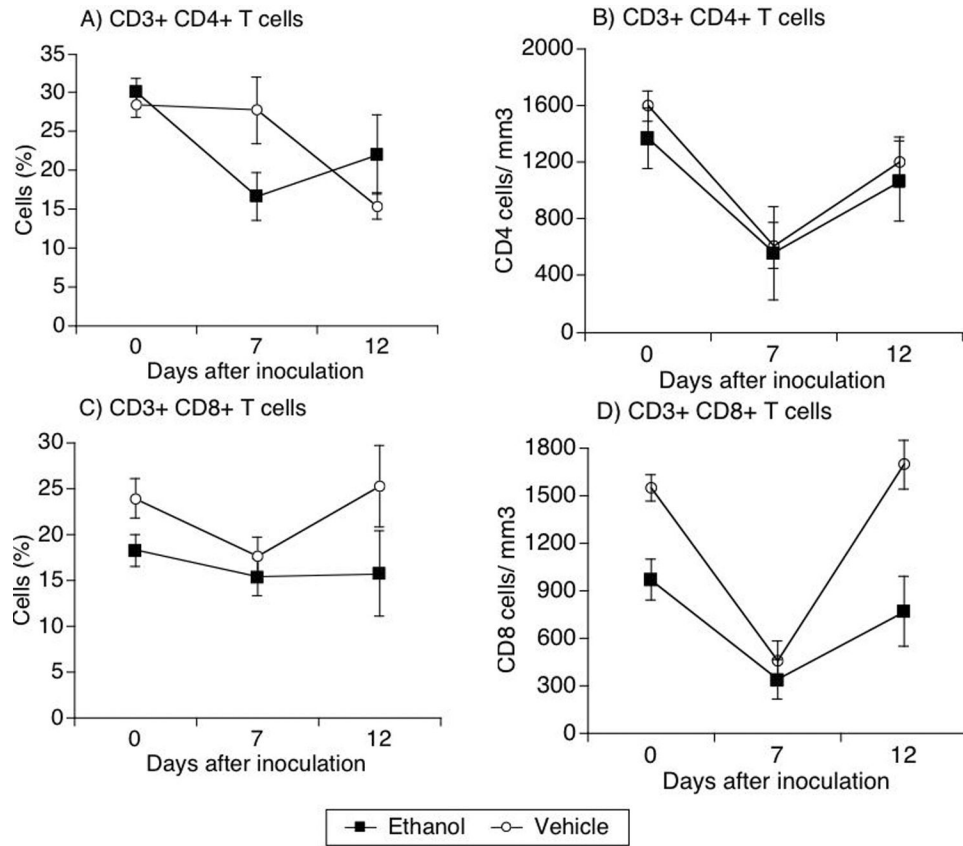 A) CD3+ CD4+ T cells
35
30
25
20
15
10
5
0
Cells (%)
0 7 12
Days after inoculation
B) CD3+ CD4+ T cells
2000
1600
1200
800
400
0
CD4 cells/ mm3
0 7 12
Days after inoculation
C) CD3+ CD8+ T cells
30
25
20
15
10
5
0
Cells (%)
0 7 12
Days after inoculation
D) CD3+ CD8+ T cells
1800
1500
1200
900
600
300
0
CD8 cells/ mm3
0 7 12
Days after inoculation
Ethanol Vehicle